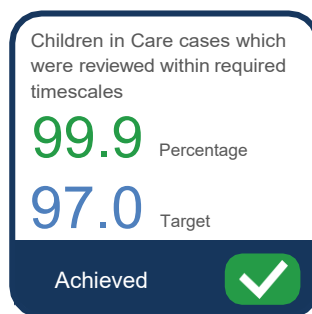 Children in Care cases which
were reviewed within required
timescales
99.9 Percentage
97.0 Target
Achieved